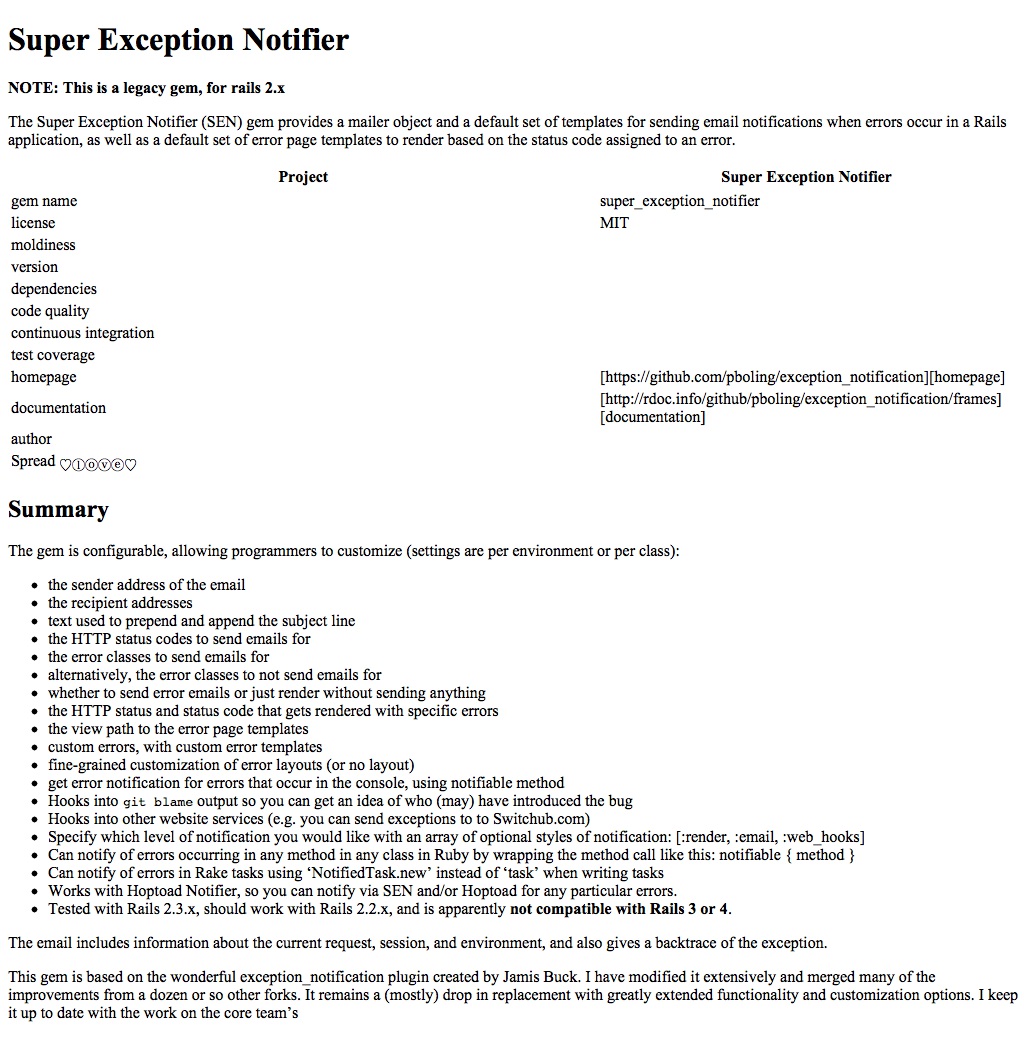 Super Exception Notifier
NOTE: This is a legacy gem, for rails 2.x
The Super Exception Notifier (SEN) gem provides a mailer object and a default set of templates for sending email notifications when errors occur in a Rails
application, as well as a default set of error page templates to render based on the status code assigned to an error.
Project Super Exception Notifier
gem name super_exception_notifier
license MIT
moldiness
version
dependencies
code quality
continuous integration
test coverage
homepage [https://github.com/pboling/exception_notification][homepage]
documentation [http://rdoc.info/github/pboling/exception_notification/frames]
[documentation]
author
Spread ♡ⓛⓞⓥⓔ♡
Summary
The gem is configurable, allowing programmers to customize (settings are per environment or per class):
• the sender address of the email
• the recipient addresses
• text used to prepend and append the subject line
• the HTTP status codes to send emails for
• the error classes to send emails for
• alternatively, the error classes to not send emails for
• whether to send error emails or just render without sending anything
• the HTTP status and status code that gets rendered with specific errors
• the view path to the error page templates
• custom errors, with custom error templates
• fine-grained customization of error layouts (or no layout)
• get error notification for errors that occur in the console, using notifiable method
• Hooks into git blame output so you can get an idea of who (may) have introduced the bug
• Hooks into other website services (e.g. you can send exceptions to to Switchub.com)
• Specify which level of notification you would like with an array of optional styles of notification: [:render, :email, :web_hooks]
• Can notify of errors occurring in any method in any class in Ruby by wrapping the method call like this: notifiable { method }
• Can notify of errors in Rake tasks using ‘NotifiedTask.new’ instead of ‘task’ when writing tasks
• Works with Hoptoad Notifier, so you can notify via SEN and/or Hoptoad for any particular errors.
• Tested with Rails 2.3.x, should work with Rails 2.2.x, and is apparently not compatible with Rails 3 or 4.
The email includes information about the current request, session, and environment, and also gives a backtrace of the exception.
This gem is based on the wonderful exception_notification plugin created by Jamis Buck. I have modified it extensively and merged many of the
improvements from a dozen or so other forks. It remains a (mostly) drop in replacement with greatly extended functionality and customization options. I keep
it up to date with the work on the core team’s